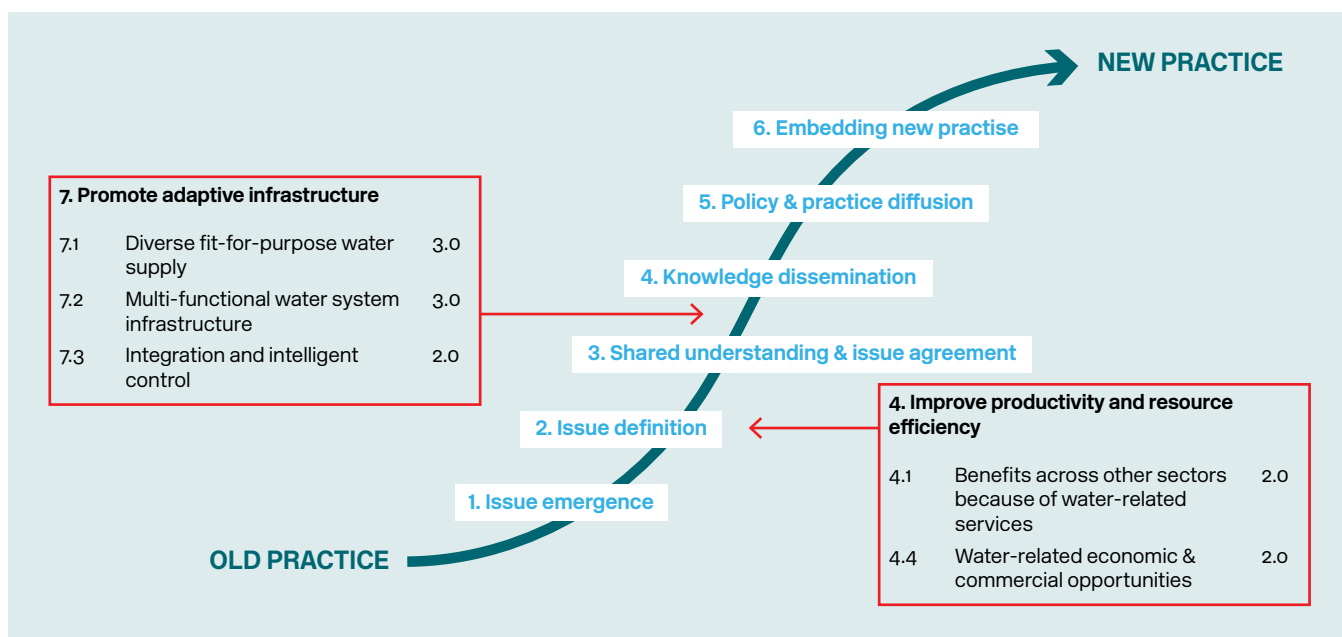 NEW PRACTICE
6. Embedding new practise
5. Policy & practice diffusion
4. Knowledge dissemination
3. Shared understanding & issue agreement
2. Issue definition
1. Issue emergence
OLD PRACTICE
7. Promote adaptive infrastructure
7.1 Diverse fit-for-purpose water 3.0
supply
7.2 Multi-functional water system 3.0
infrastructure
7.3 Integration and intelligent 2.0
control
4. Improve productivity and resource
efficiency
4.1 Benefits across other sectors 2.0
because of water-related
services
4.4 Water-related economic & 2.0
commercial opportunities